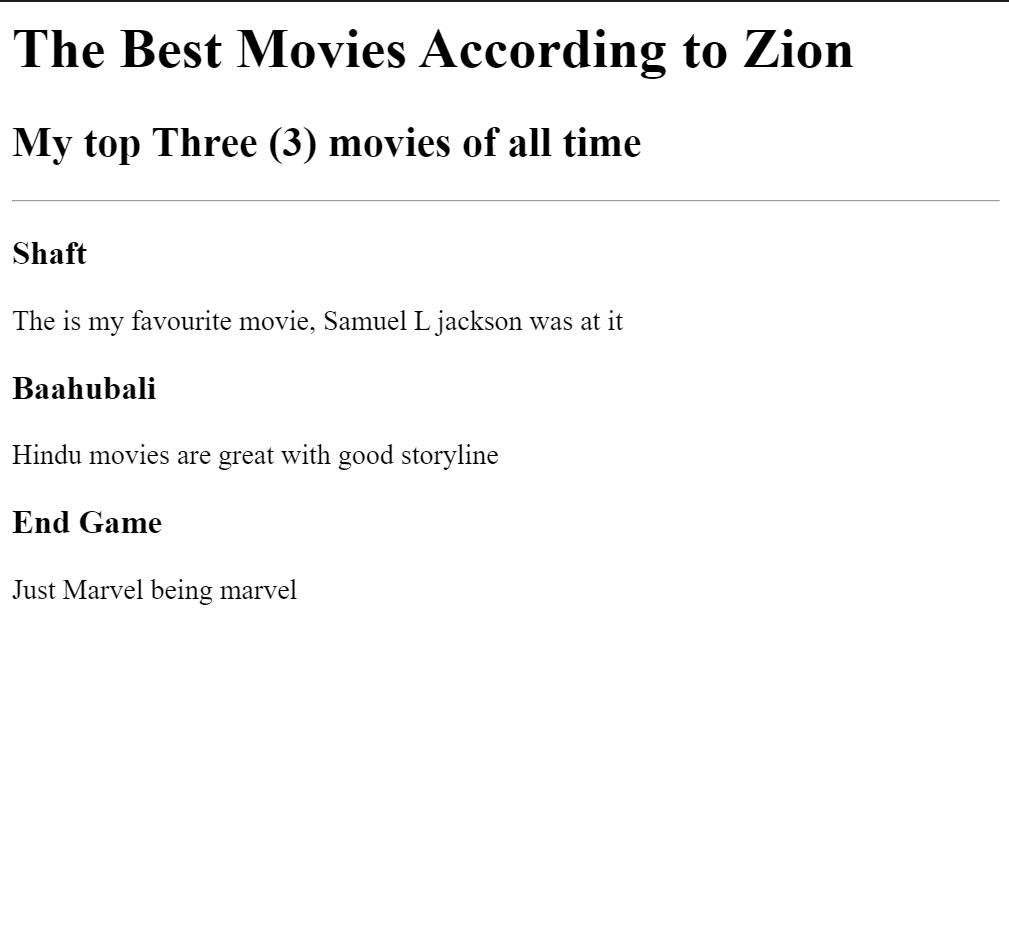 The Best Movies According to Zion
My top Three (3) movies of all time
Shaft
The is my favourite movie, Samuel L jackson was at it
Baahubali
Hindu movies are great with good storyline
End Game
Just Marvel being marvel